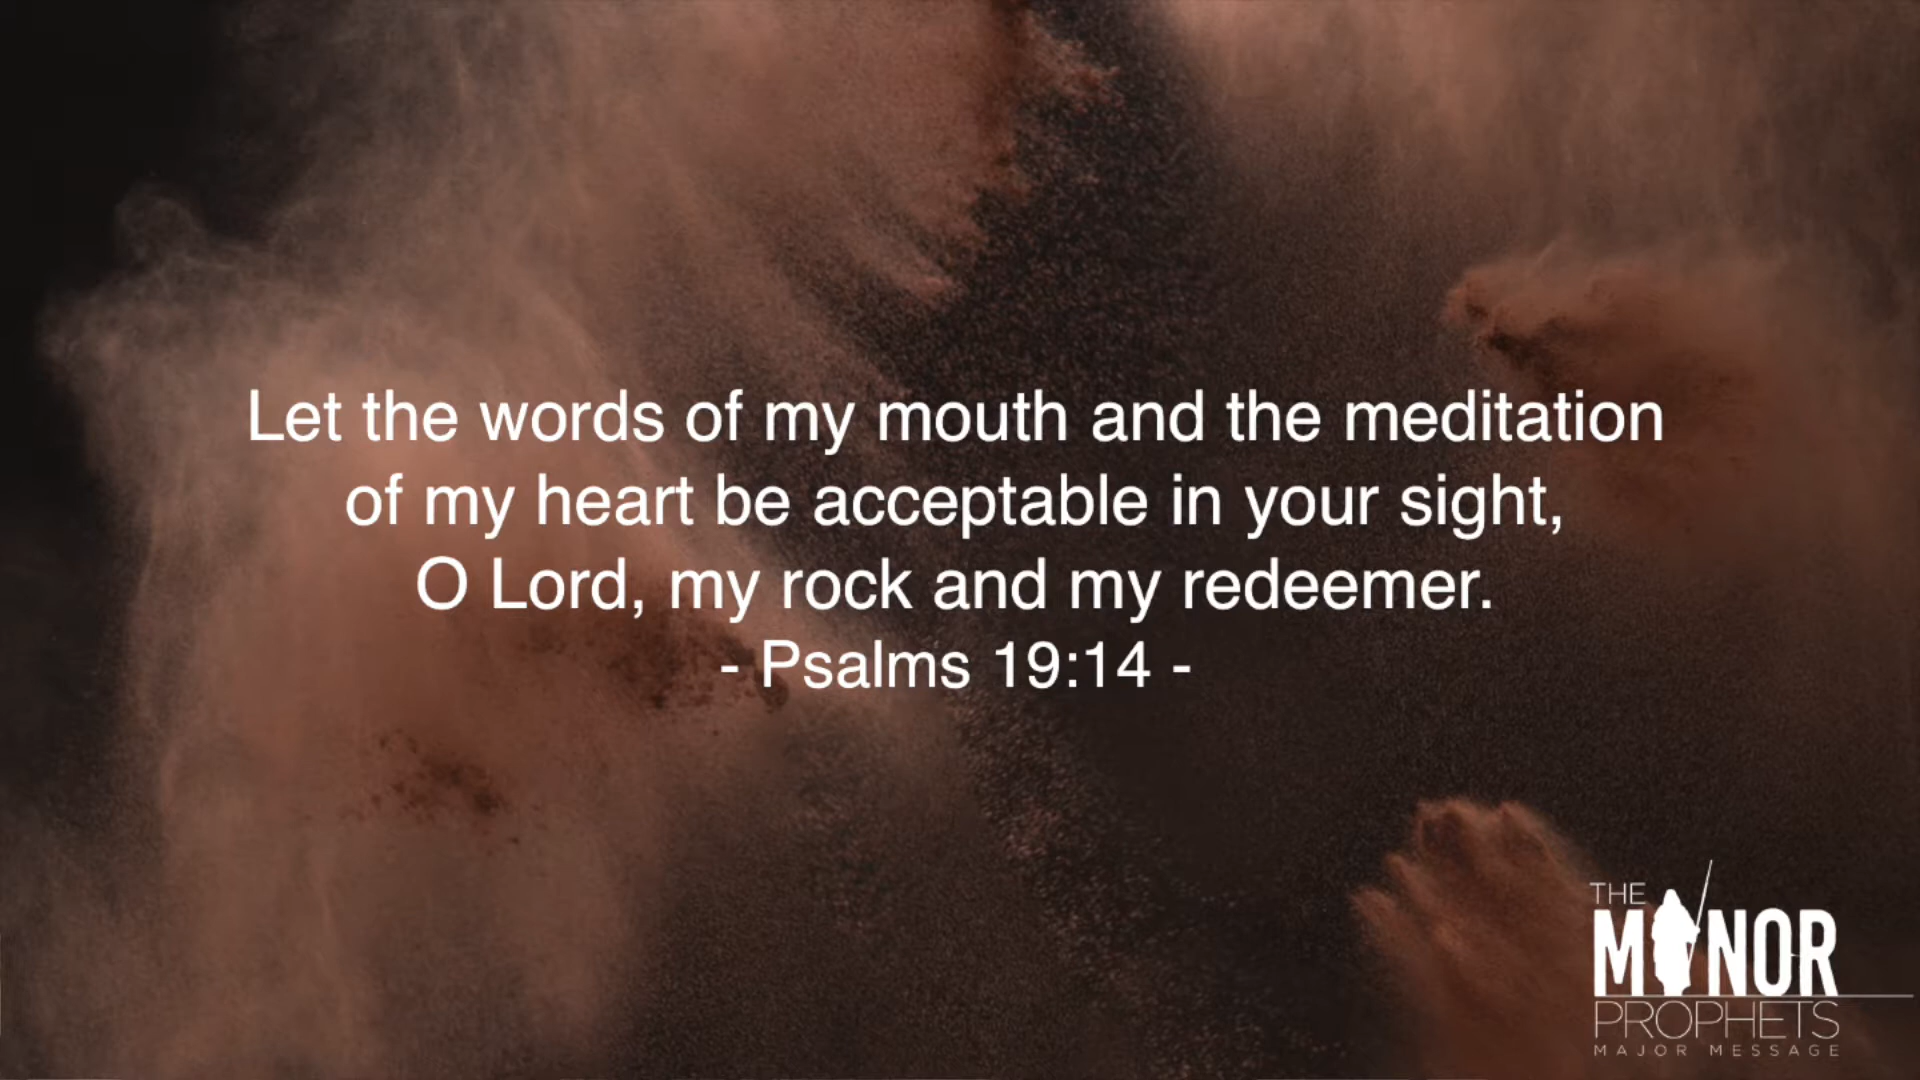 Let the words of my mouth and the meditation
of my heart be acceptable in your sight,
O Lord, my rock and my redeemer.
- Psalms 19:14 -
THE
MINOR
PROPHETS
MAJOR MESSAGE